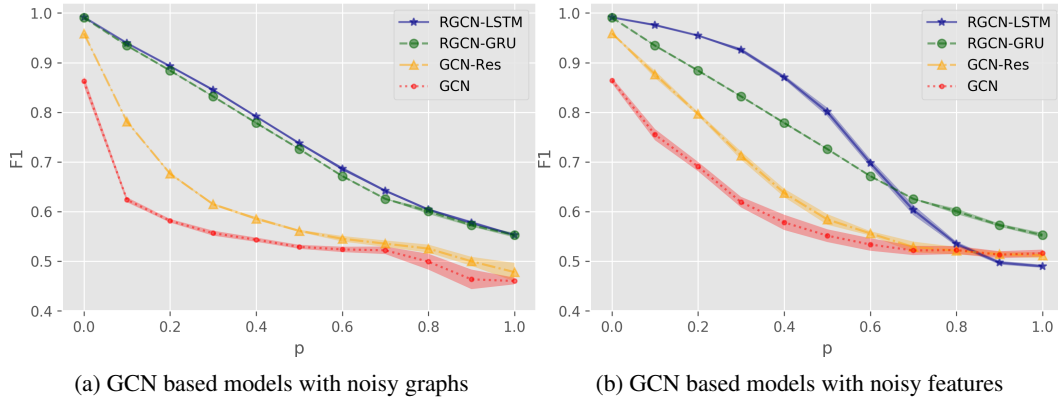 1.0
0.9
0.8
0.7
0.6
0.5
0.4
F1
0.0 0.2 0.4 0.6 0.8 1.0
p
RGCN-LSTM
RGCN-GRU
GCN-Res
GCN
(a) GCN based models with noisy graphs
1.0
0.9
0.8
0.7
0.6
0.5
0.4
F1
0.0 0.2 0.4 0.6 0.8 1.0
p
RGCN-LSTM
RGCN-GRU
GCN-Res
GCN
(b) GCN based models with noisy features